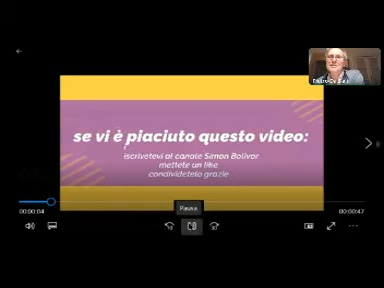 se vi è piaciuto questo video:
iscrivetevi al canale Simon Bolivar
mettete un like
condividetelo grazie
Pausa
00:00:04
00:00:47